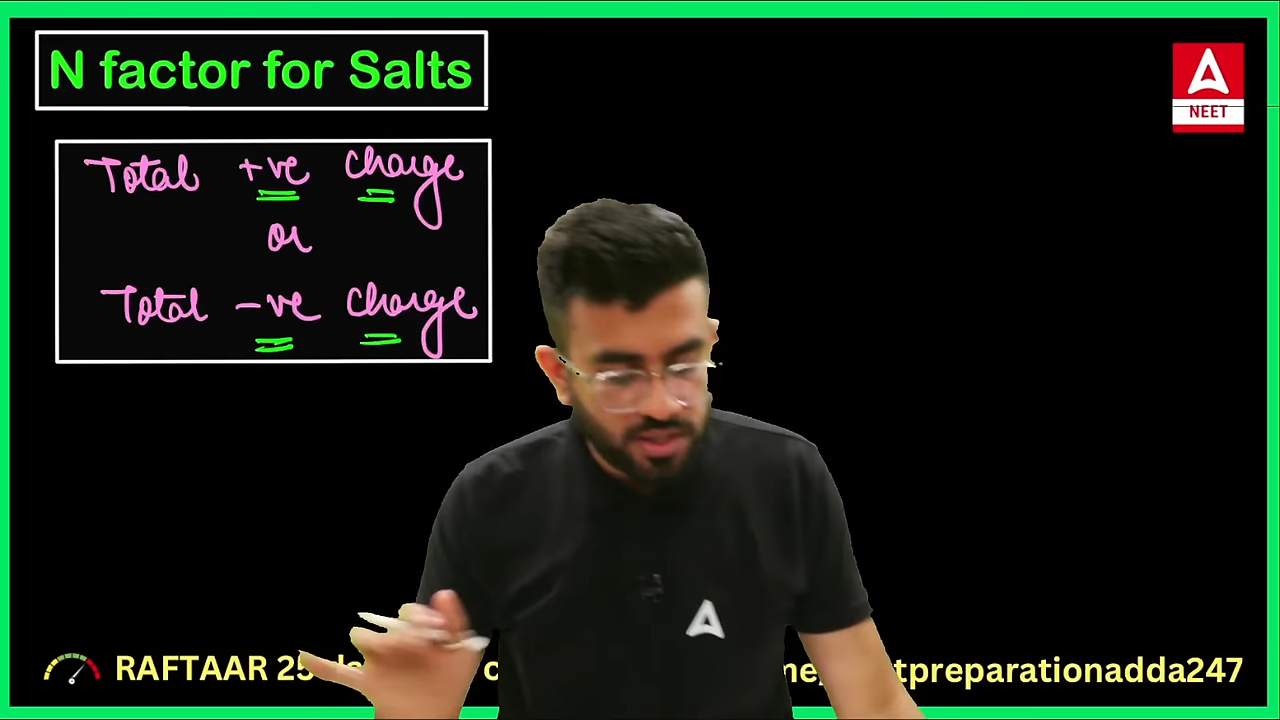 N factor for Salts
NEET
Total +ve charge
or
Total -ve charge
RAFTAAR 25 tpreparationadda247